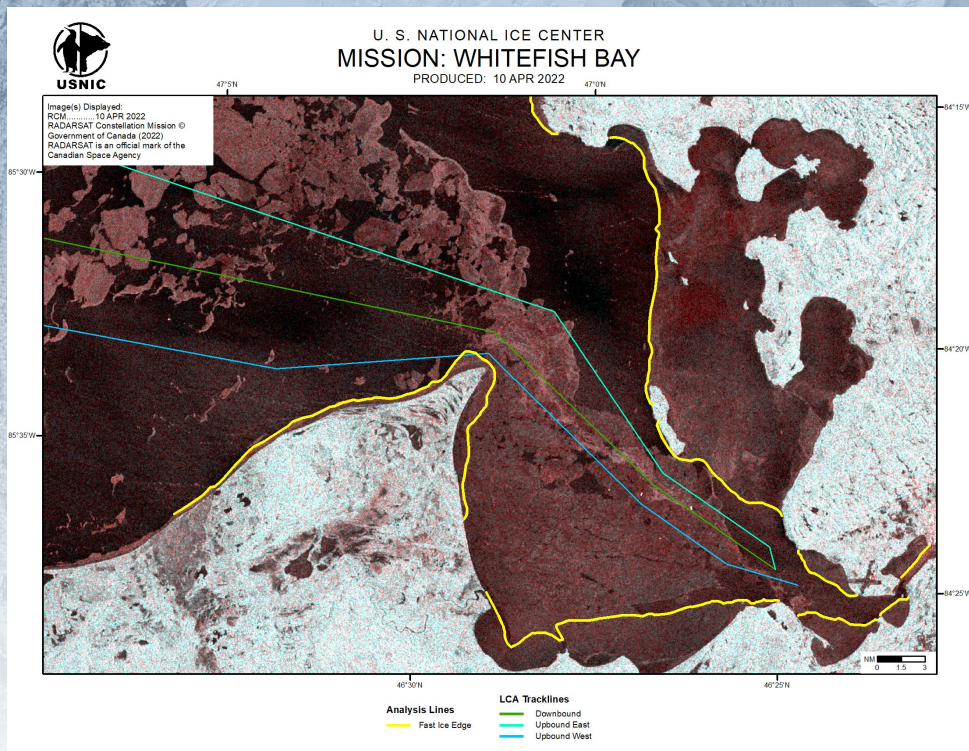 U. S. NATIONAL ICE CENTER
MISSION: WHITEFISH BAY
PRODUCED: 10 APR 2022
USNIC
47°5'N
47°0'N
Image(s) Displayed:
RCM............10 APR 2022
RADARSAT Constellation Mission ©
Government of Canada (2022)
RADARSAT is an official mark of the
Canadian Space Agency
84°15'W
85°30'W
84°20'W
85°35'W
84°25'W
NM
0 1.5 3
46°30'N
46°25'N
Analysis Lines
Fast Ice Edge
LCA Tracklines
Downbound
Upbound East
Upbound West